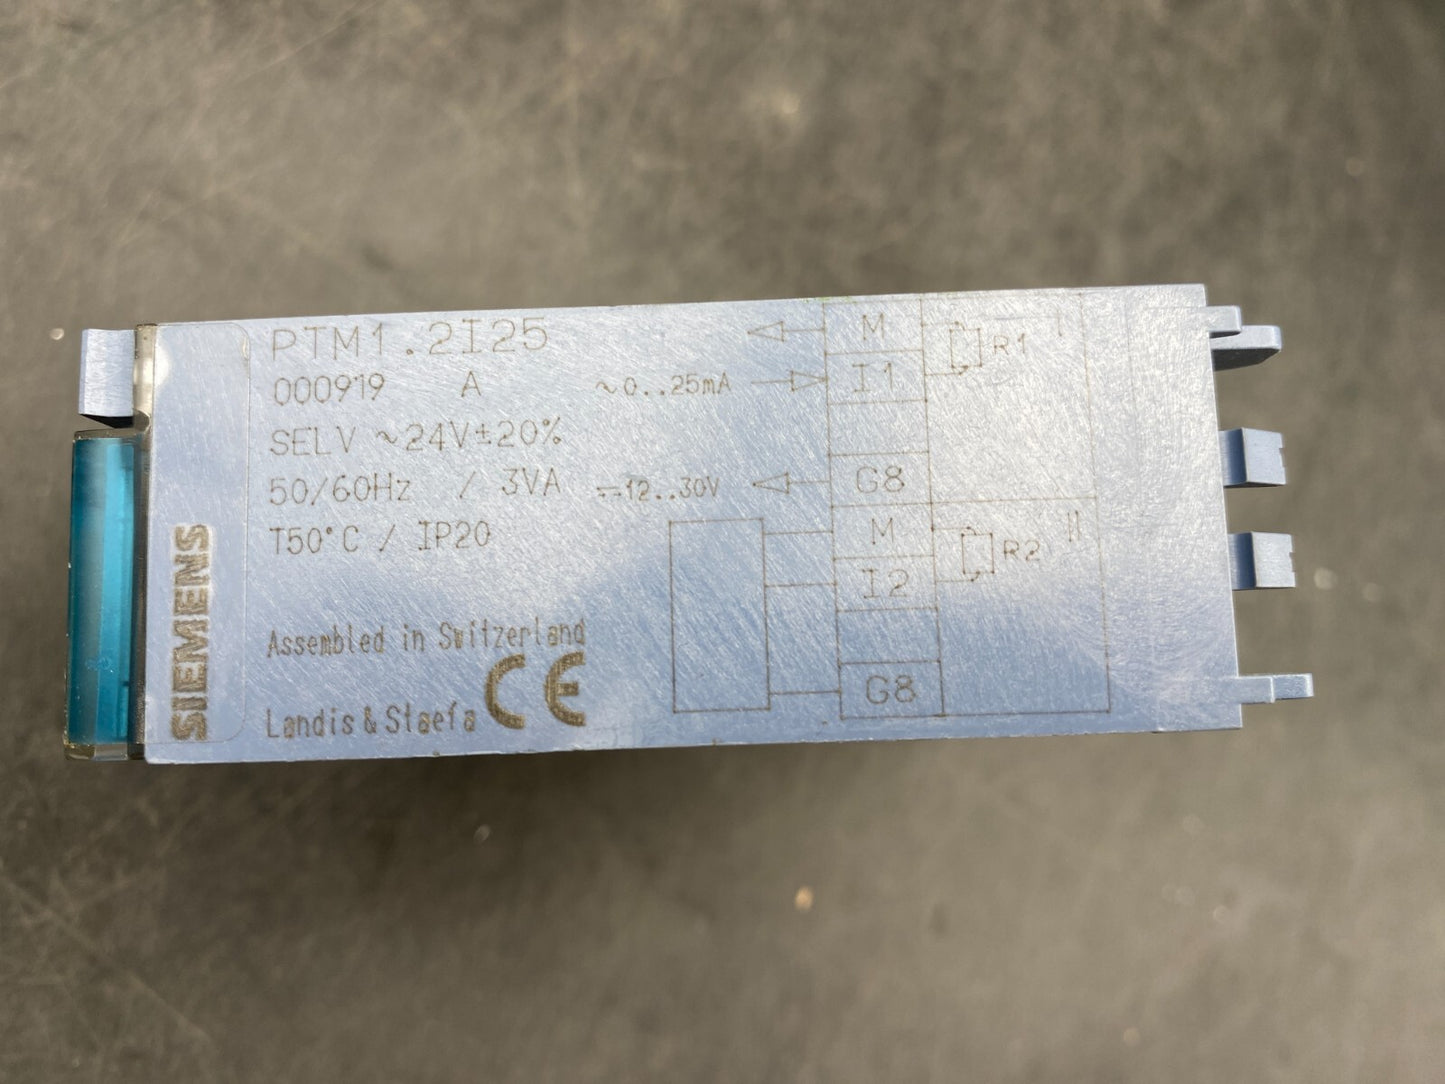 PTM1.2I25
000919 A
SELV ~24V±20%
50/60Hz / 3VA
T50°C / IP20
Assembled in Switzerland
Landis & Staefa CE
SIEMENS
~0..25mA
12..30V
M
I1
G8
M
I2
G8
R1
R2